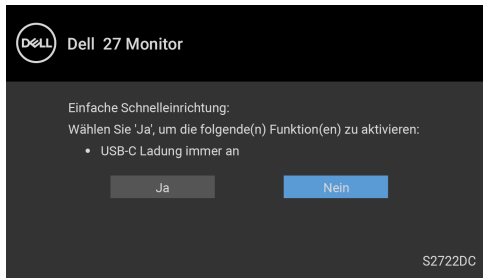 DELL Dell 27 Monitor
Einfache Schnelleinrichtung:
Wählen Sie 'Ja', um die folgende(n) Funktion(en) zu aktivieren:
• USB-C Ladung immer an
Ja Nein
S2722DC